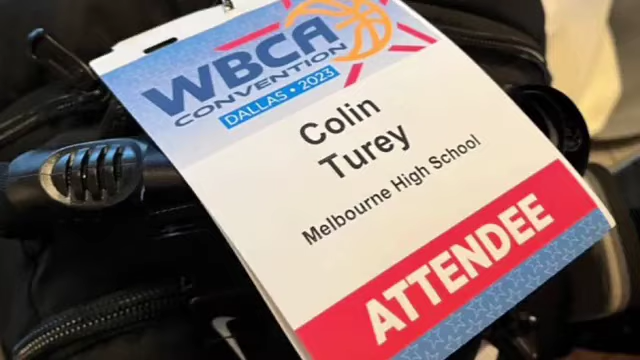 WBCA
CONVENTION
DALLAS • 2023
Colin
Turey
Melbourne High School
ATTENDEE